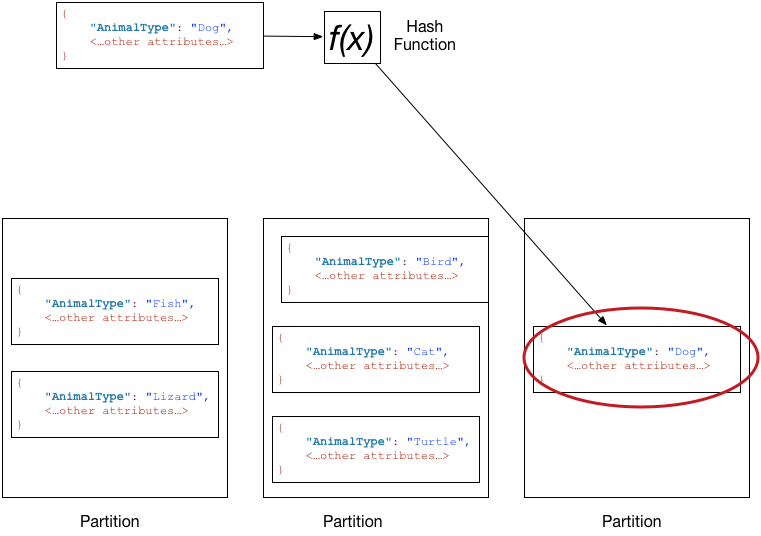 {
"AnimalType": "Dog",
<…other attributes…>
}
f(x)
Hash
Function
{
"AnimalType": "Fish",
<…other attributes…>
}
{
"AnimalType": "Lizard",
<…other attributes…>
}
Partition
{
"AnimalType": "Bird",
<…other attributes…>
}
{
"AnimalType": "Cat",
<…other attributes…>
}
{
"AnimalType": "Turtle",
<…other attributes…>
}
Partition
{
"AnimalType": "Dog",
<…other attributes…>
}
Partition